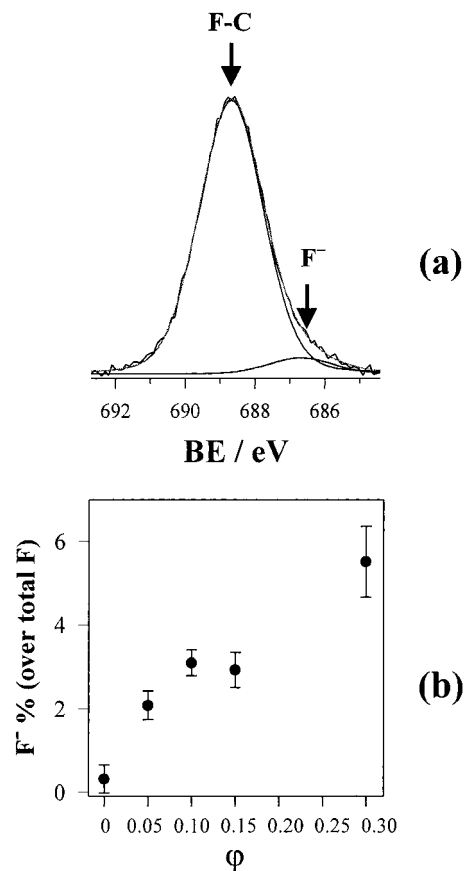 F-C
F⁻
(a)
692 690 688 686
BE / eV
F⁻ % (over total F)
6
4
2
0
(b)
0 0.05 0.10 0.15 0.20 0.25 0.30
φ